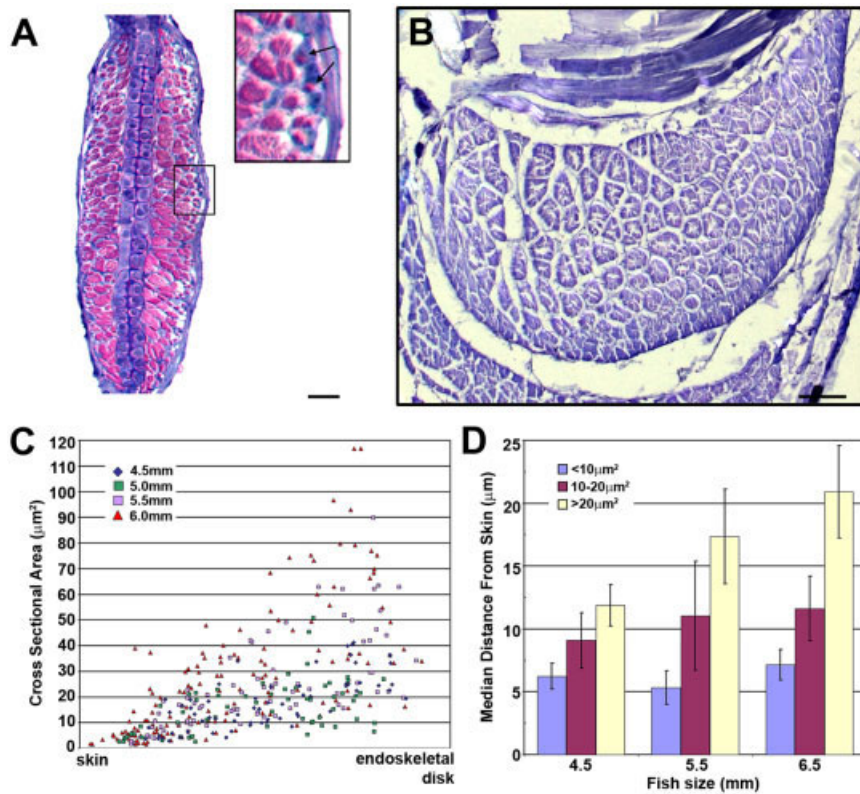 A
B
C
120
110
100
90
80
70
60
50
40
30
20
10
0
Cross Sectional Area (μm²)
4.5mm
5.0mm
5.5mm
6.0mm
skin
endoskeletal
disk
D
25
20
15
10
5
0
Median Distance From Skin (μm)
<10μm²
10-20μm²
>20μm²
4.5
5.5
6.5
Fish size (mm)